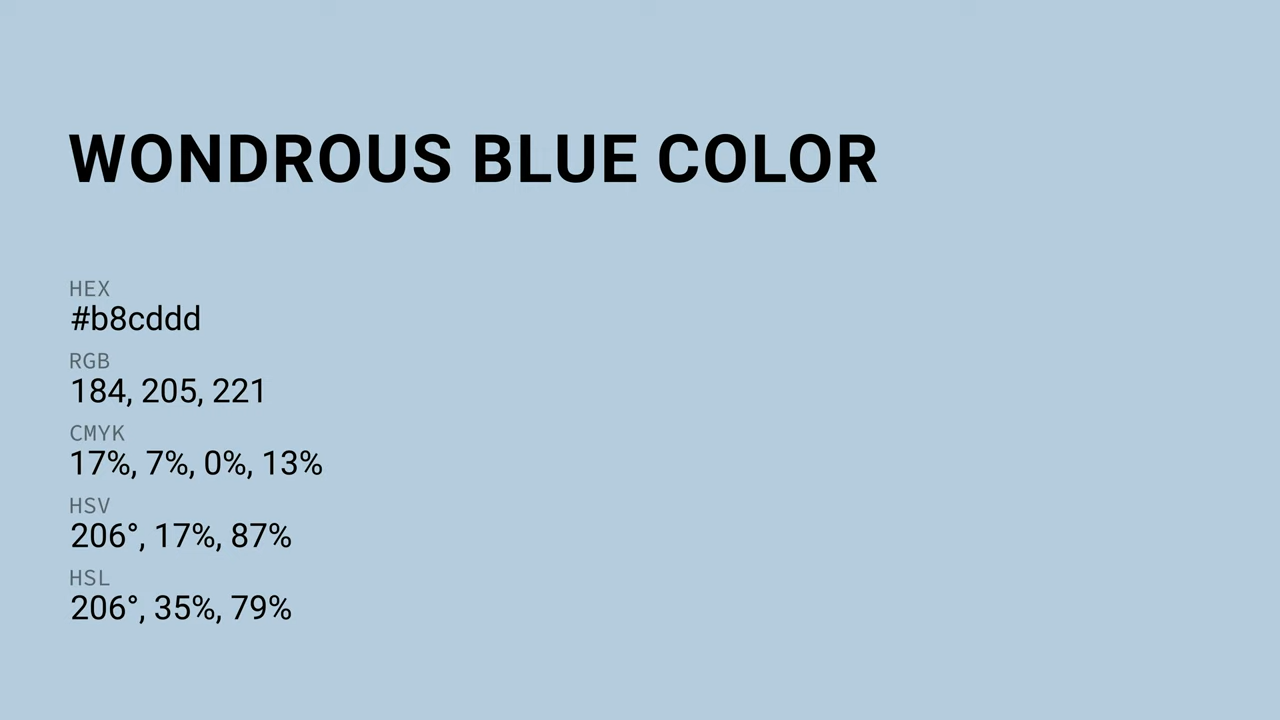 WONDROUS BLUE COLOR
HEX
#b8cddd
RGB
184, 205, 221
CMYK
17%, 7%, 0%, 13%
HSV
206°, 17%, 87%
HSL
206°, 35%, 79%